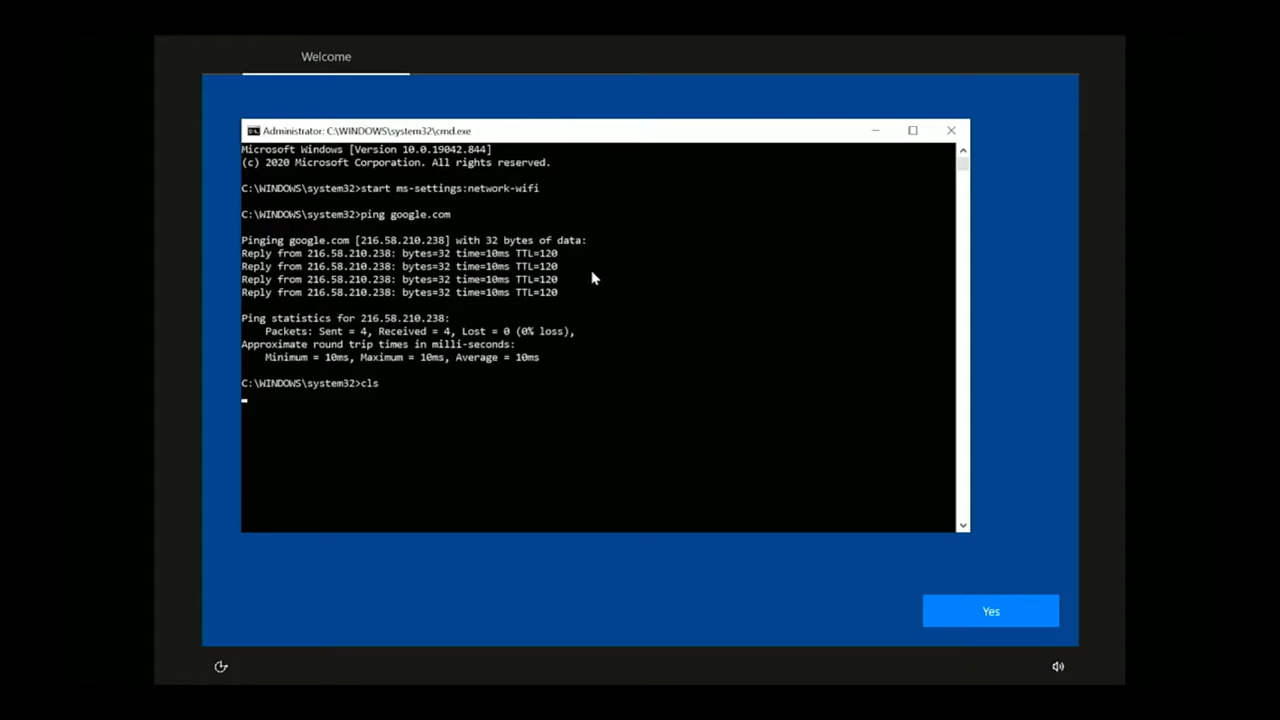 Welcome
Administrator: C:\WINDOWS\system32\cmd.exe
Microsoft Windows [Version 10.0.19042.844]
(c) 2020 Microsoft Corporation. All rights reserved.
C:\WINDOWS\system32>start ms-settings:network-wifi
C:\WINDOWS\system32>ping google.com
Pinging google.com [216.58.210.238] with 32 bytes of data:
Reply from 216.58.210.238: bytes=32 time=10ms TTL=120
Reply from 216.58.210.238: bytes=32 time=10ms TTL=120
Reply from 216.58.210.238: bytes=32 time=10ms TTL=120
Reply from 216.58.210.238: bytes=32 time=10ms TTL=120
Ping statistics for 216.58.210.238:
Packets: Sent = 4, Received = 4, Lost = 0 (0% loss),
Approximate round trip times in milli-seconds:
Minimum = 10ms, Maximum = 10ms, Average = 10ms
C:\WINDOWS\system32>cls
Yes